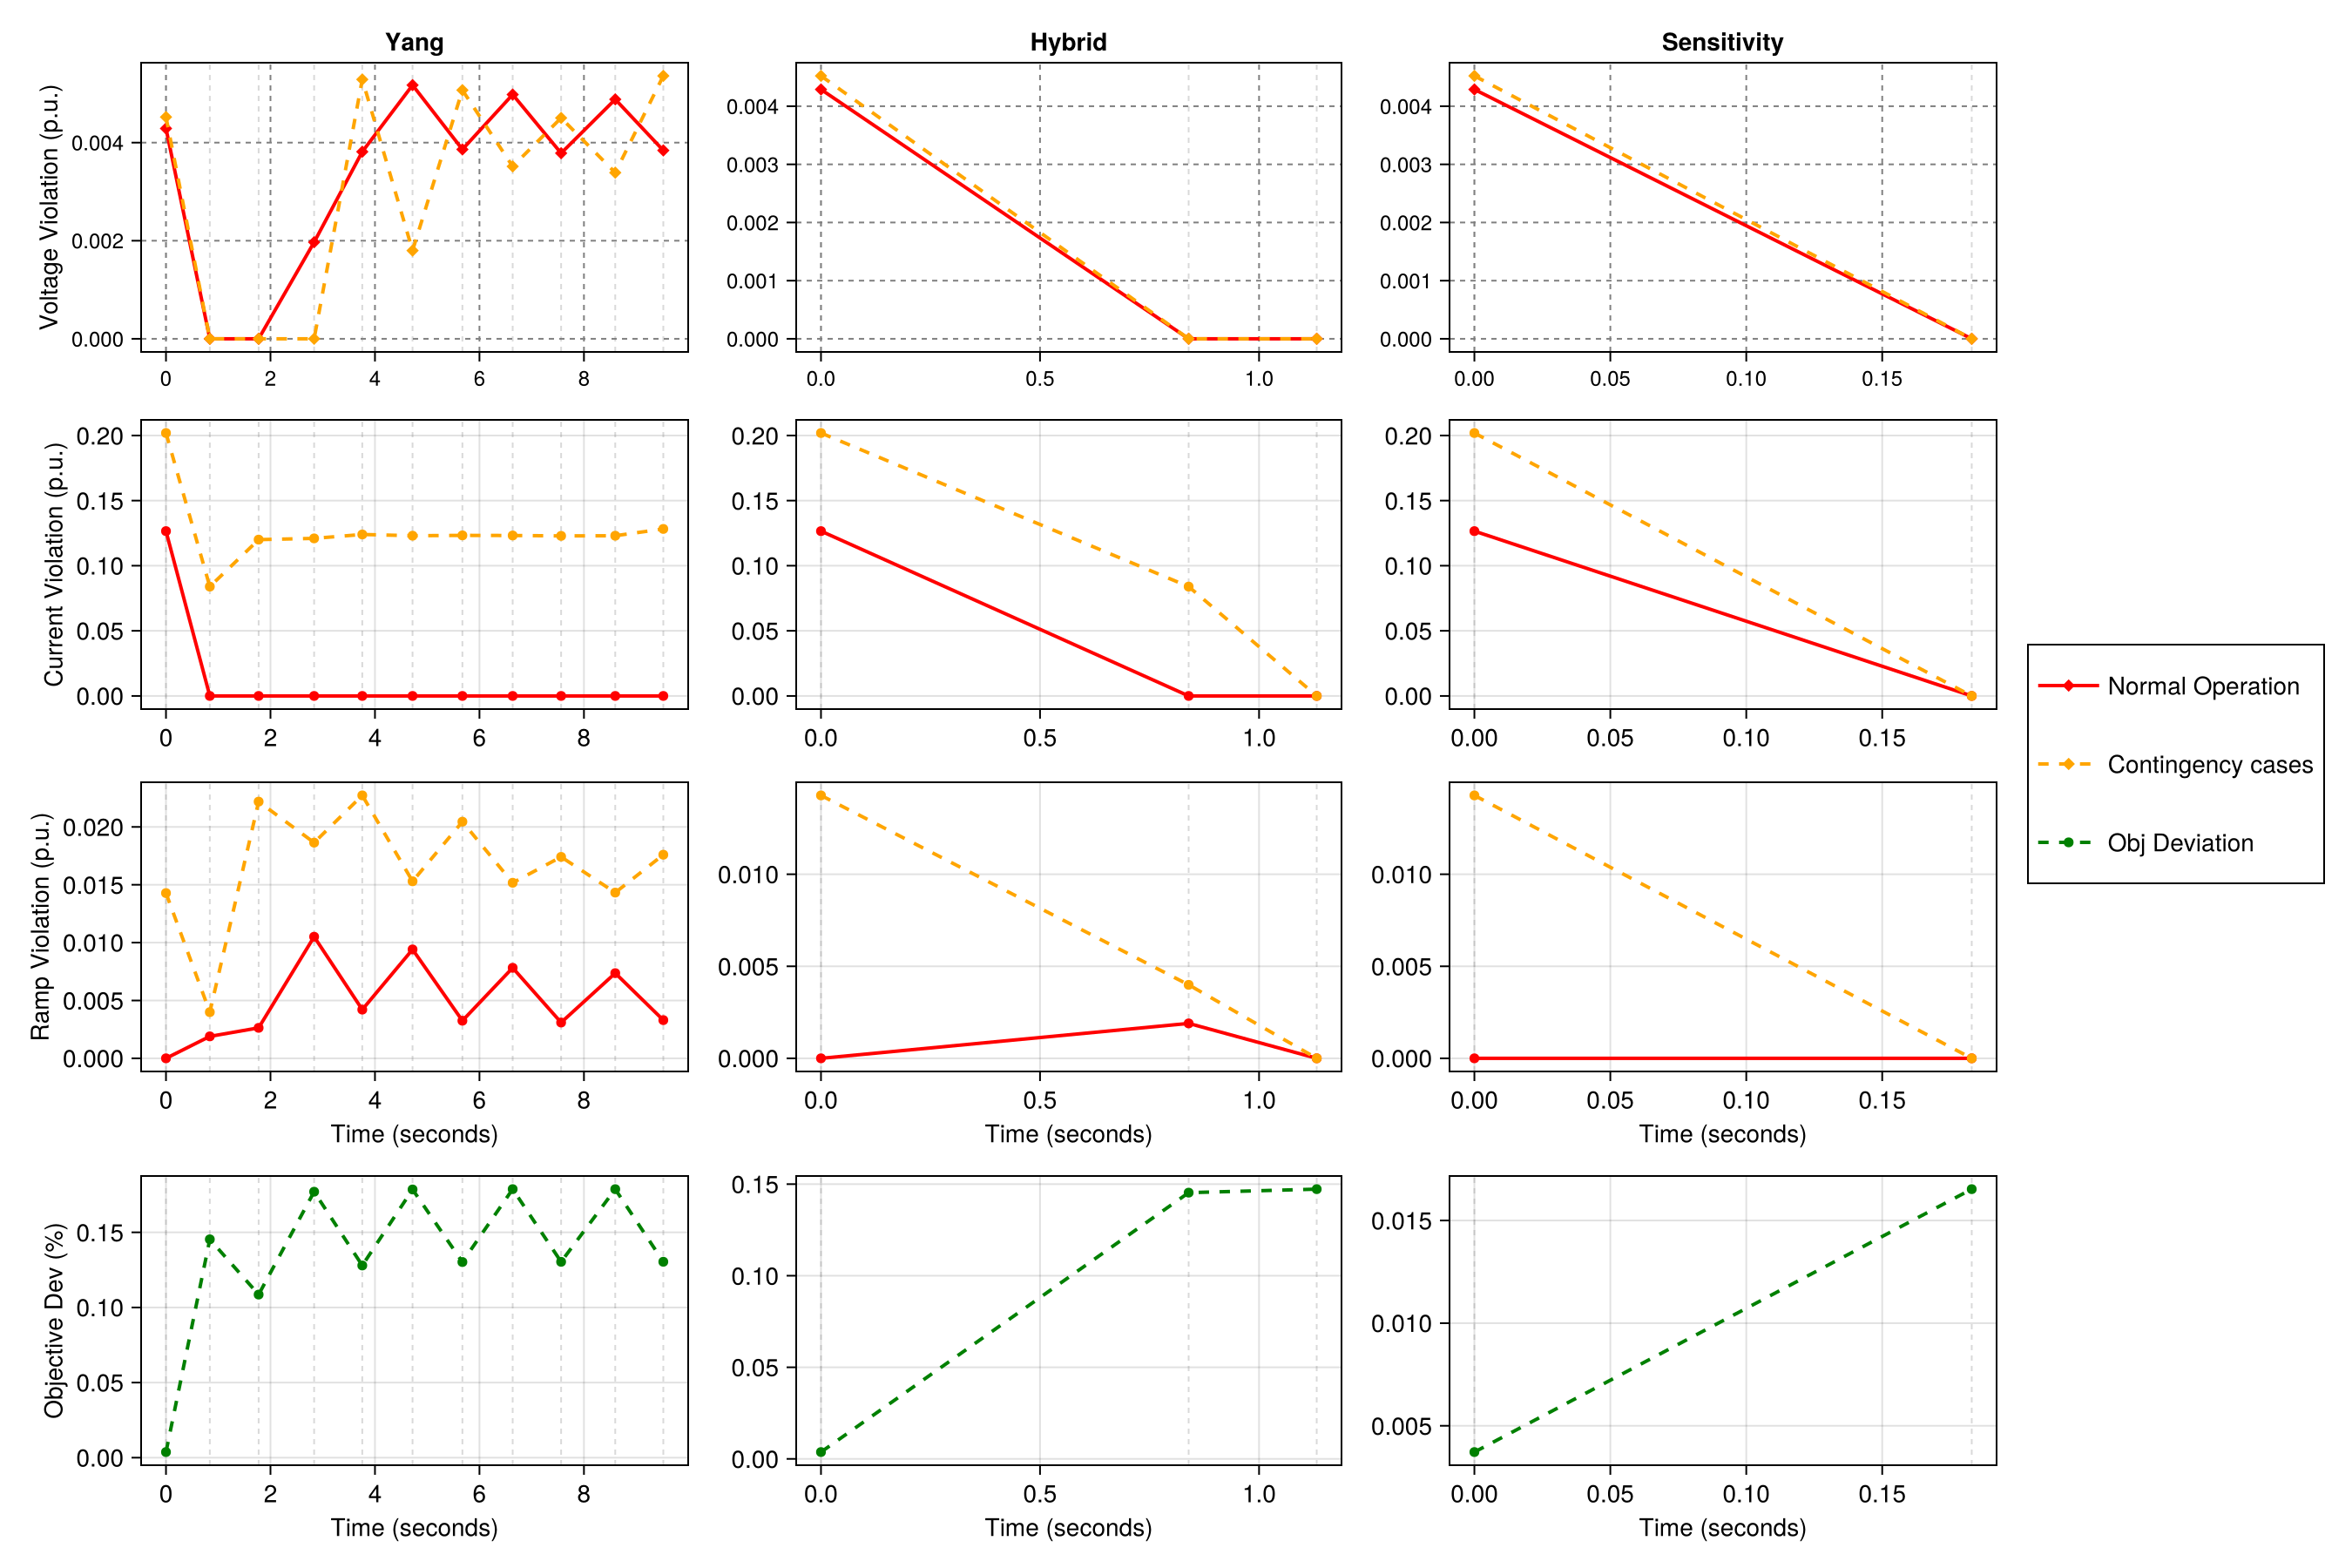 Yang
Hybrid
Sensitivity
Voltage Violation (p.u.)
0.004
0.002
0.000
0 2 4 6 8
0.004
0.003
0.002
0.001
0.000
0.0 0.5 1.0
0.004
0.003
0.002
0.001
0.000
0.00 0.05 0.10 0.15
Current Violation (p.u.)
0.20
0.15
0.10
0.05
0.00
0 2 4 6 8
0.20
0.15
0.10
0.05
0.00
0.0 0.5 1.0
0.20
0.15
0.10
0.05
0.00
0.00 0.05 0.10 0.15
Normal Operation
Contingency cases
Obj Deviation
Ramp Violation (p.u.)
0.020
0.015
0.010
0.005
0.000
0 2 4 6 8
Time (seconds)
0.010
0.005
0.000
0.0 0.5 1.0
Time (seconds)
0.010
0.005
0.000
0.00 0.05 0.10 0.15
Time (seconds)
Objective Dev (%)
0.15
0.10
0.05
0.00
0 2 4 6 8
Time (seconds)
0.15
0.10
0.05
0.00
0.0 0.5 1.0
Time (seconds)
0.015
0.010
0.005
0.00 0.05 0.10 0.15
Time (seconds)